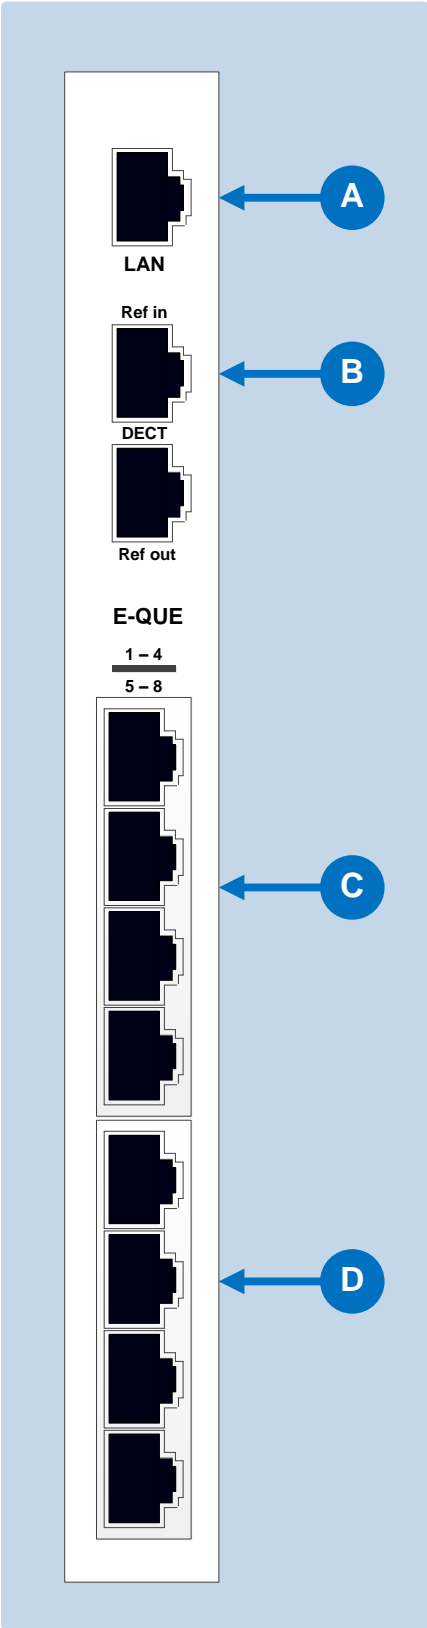 A
LAN
Ref in
B
DECT
Ref out
E-QUE
1 – 4
5 – 8
C
D